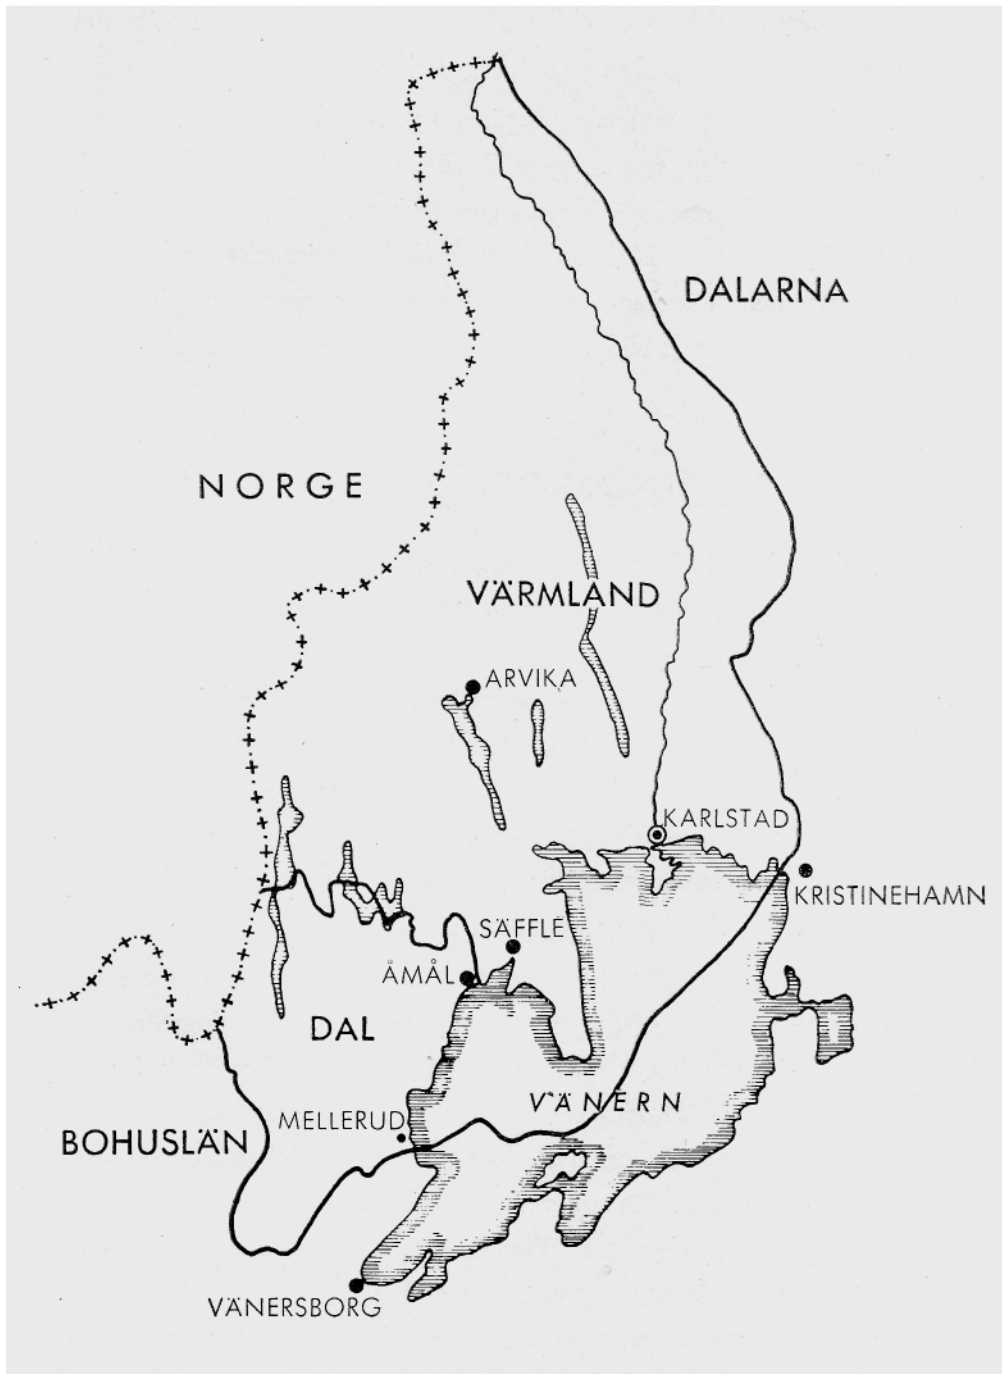 DALARNA
NORGE
VÄRMLAND
ARVIKA
KARLSTAD
KRISTINEHAMN
SÄFFLE
ÅMÅL
DAL
VÄNERN
MELLERUD
BOHUSLÄN
VÄNERSBORG